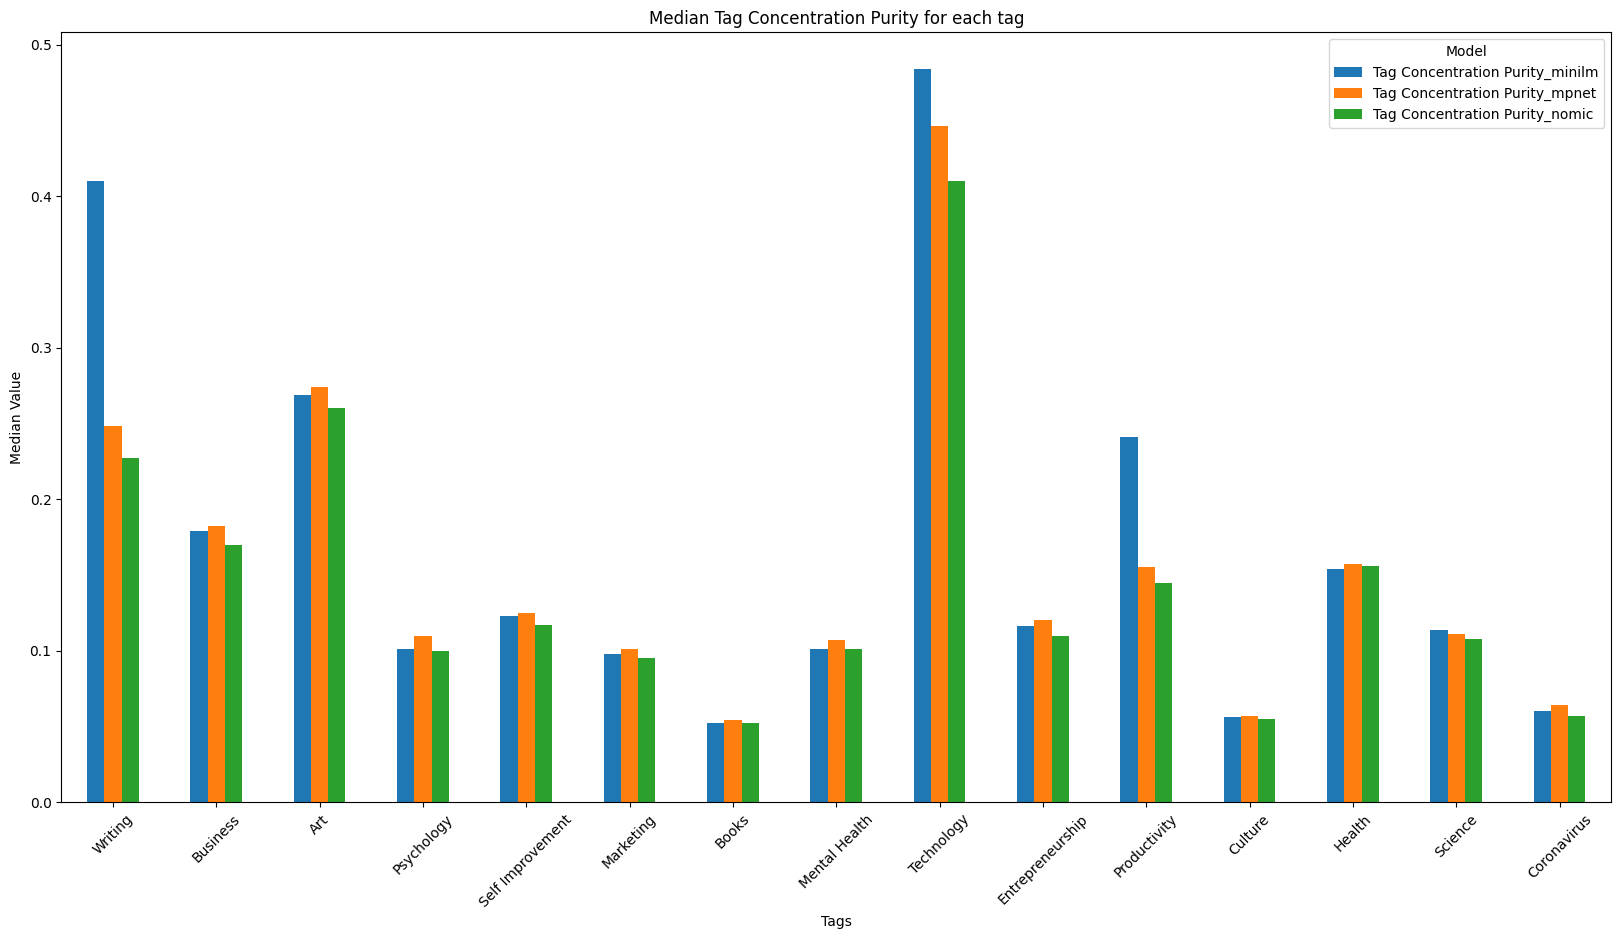 Median Tag Concentration Purity for each tag
Model
Tag Concentration Purity_minilm
Tag Concentration Purity_mpnet
Tag Concentration Purity_nomic
Median Value
0.5
0.4
0.3
0.2
0.1
0.0
Writing
Business
Art
Psychology
Self Improvement
Marketing
Books
Mental Health
Technology
Entrepreneurship
Productivity
Culture
Health
Science
Coronavirus
Tags